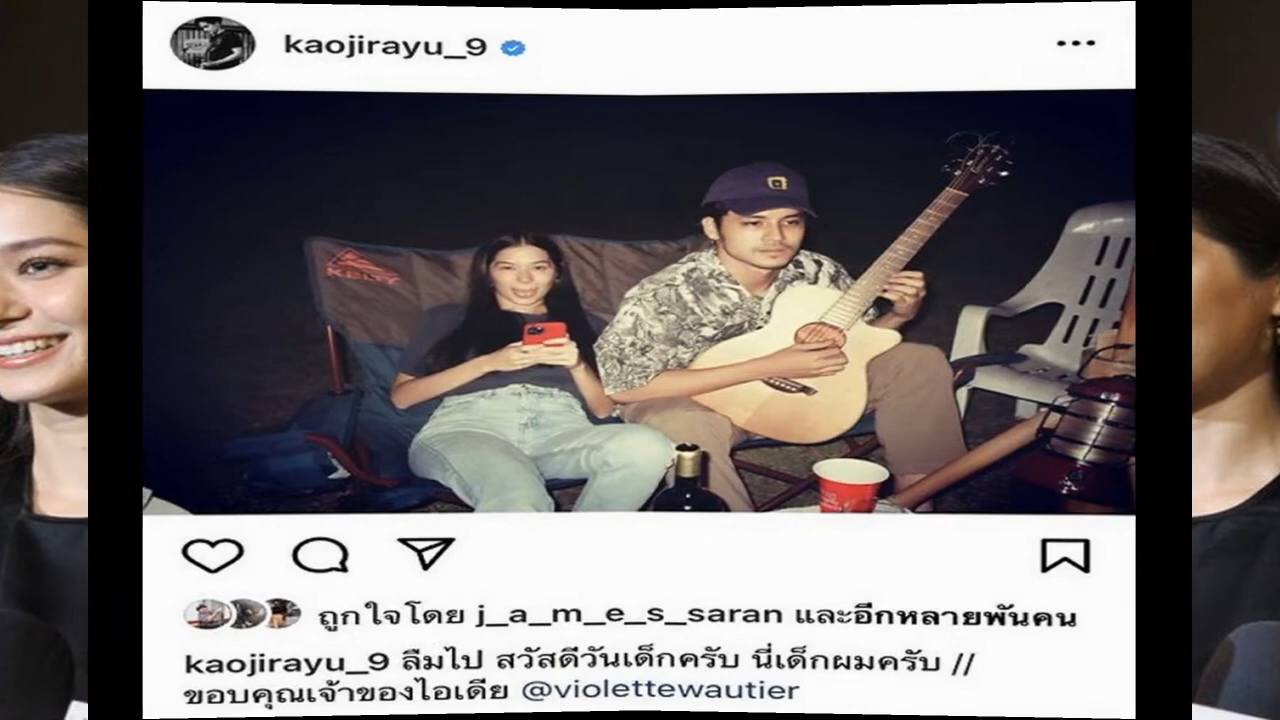 kaojirayu_9
KELTY
ถูกใจโดย j_a_m_e_s_saran และอีกหลายพันคน
kaojirayu_9 ลืมไป สวัสดีวันเด็กครับ นี่เด็กผมครับ //
ขอบคุณเจ้าของไอเดีย @violettewautier